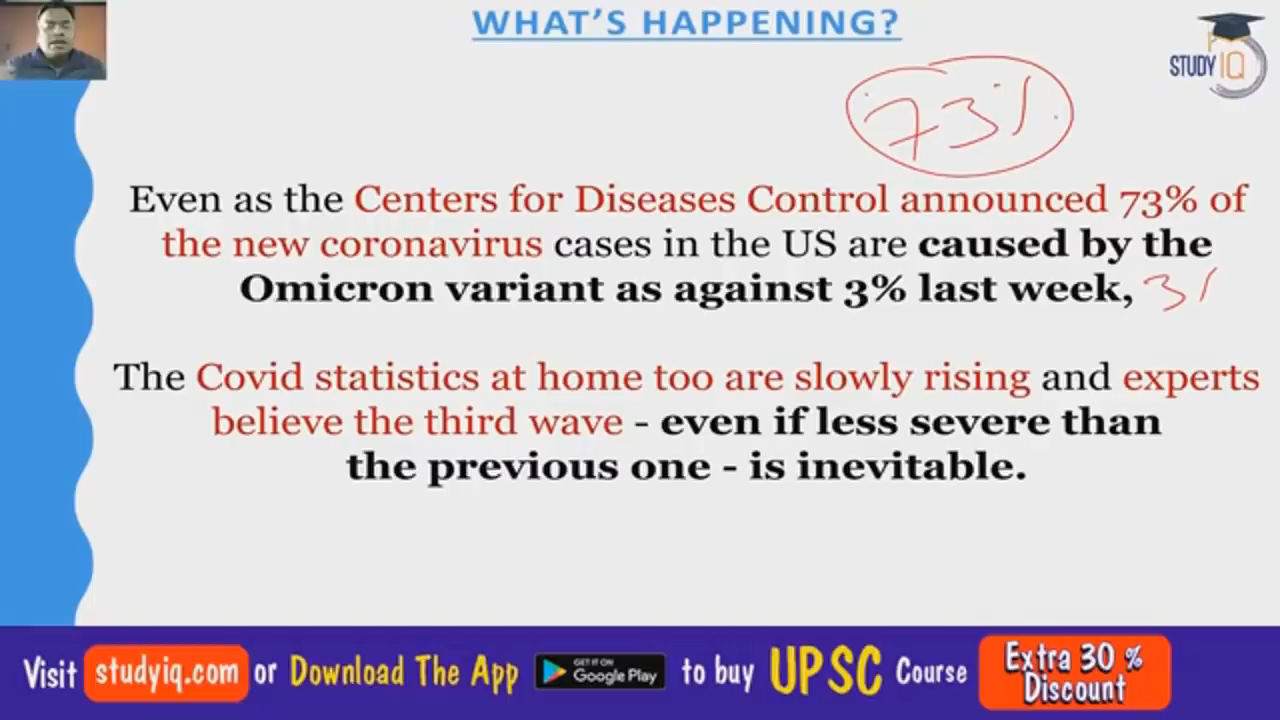 WHAT'S HAPPENING?
STUDY IQ
73%
Even as the Centers for Diseases Control announced 73% of
the new coronavirus cases in the US are caused by the
Omicron variant as against 3% last week, 3%
The Covid statistics at home too are slowly rising and experts
believe the third wave - even if less severe than
the previous one - is inevitable.
Visit studyiq.com or Download The App GET IT ON Google Play to buy UPSC Course Extra 30 % Discount